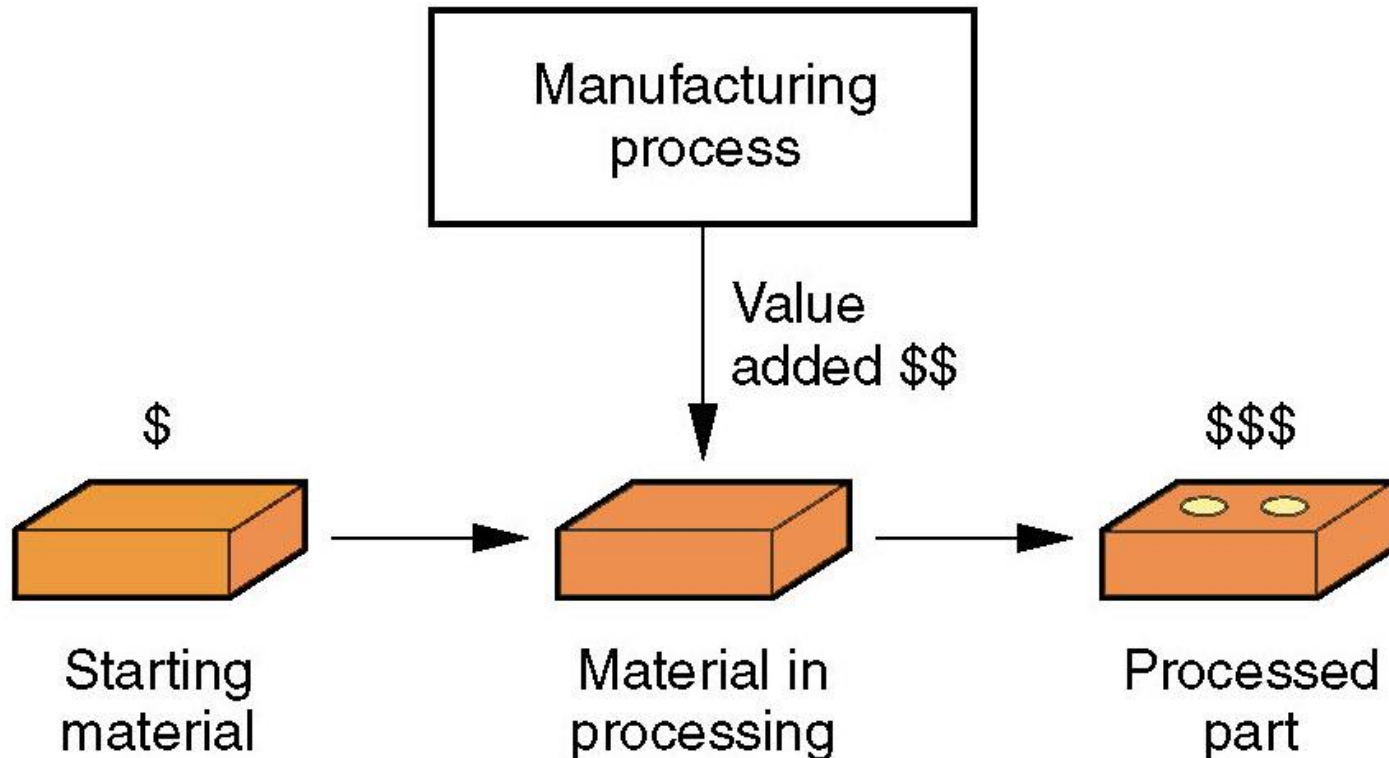 Manufacturing
process
Value
added $$
$
$$$
Starting
material
Material in
processing
Processed
part